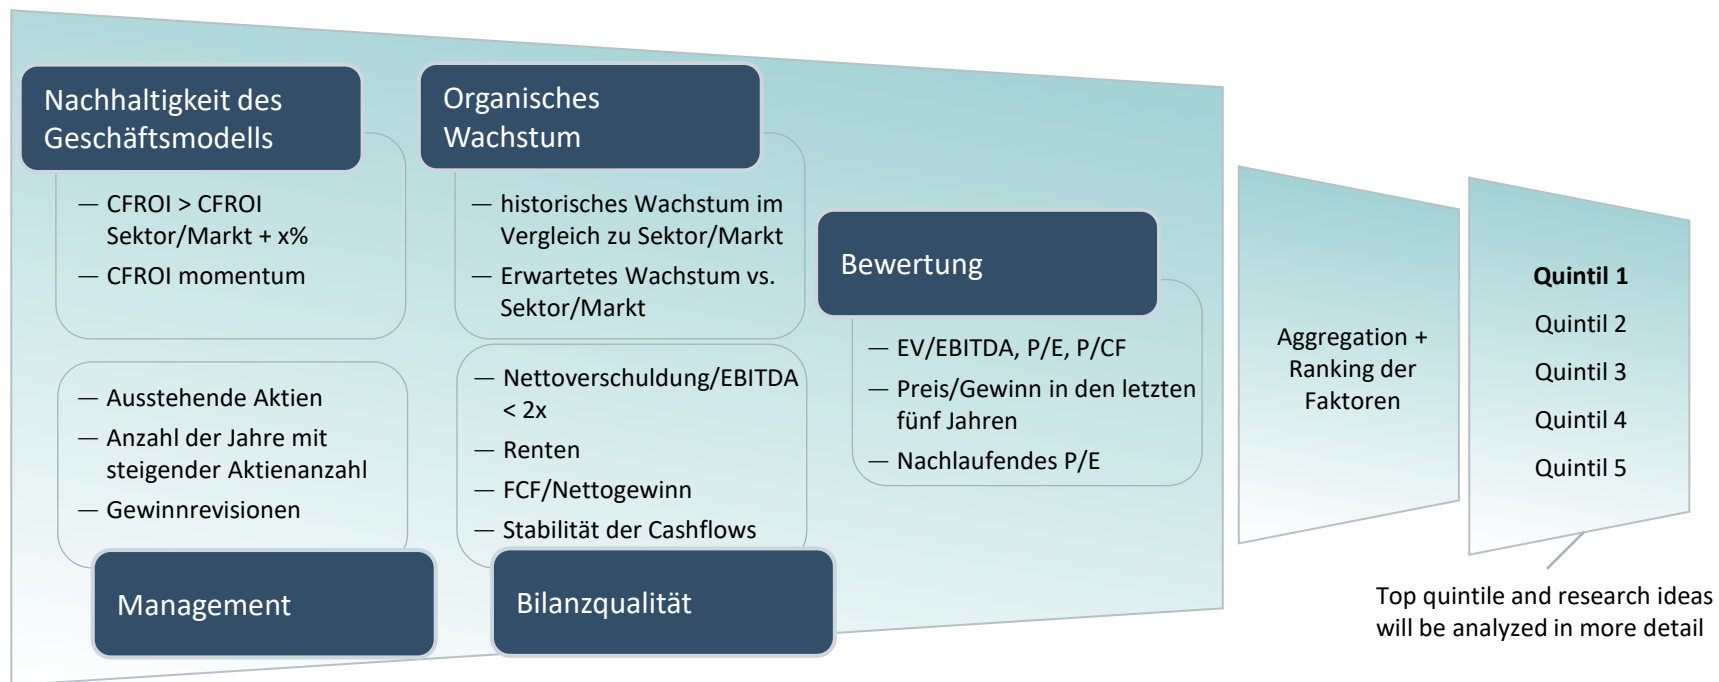 Nachhaltigkeit des
Geschäftsmodells
— CFROI > CFROI
Sektor/Markt + x%
— CFROI momentum
Organisches
Wachstum
— historisches Wachstum im
Vergleich zu Sektor/Markt
— Erwartetes Wachstum vs.
Sektor/Markt
— Ausstehende Aktien
— Anzahl der Jahre mit
steigender Aktienanzahl
— Gewinnrevisionen
Management
— Nettoverschuldung/EBITDA
< 2x
— Renten
— FCF/Nettogewinn
— Stabilität der Cashflows
Bilanzqualität
Bewertung
— EV/EBITDA, P/E, P/CF
— Preis/Gewinn in den letzten
fünf Jahren
— Nachlaufendes P/E
Aggregation +
Ranking der
Faktoren
Quintil 1
Quintil 2
Quintil 3
Quintil 4
Quintil 5
Top quintile and research ideas
will be analyzed in more detail